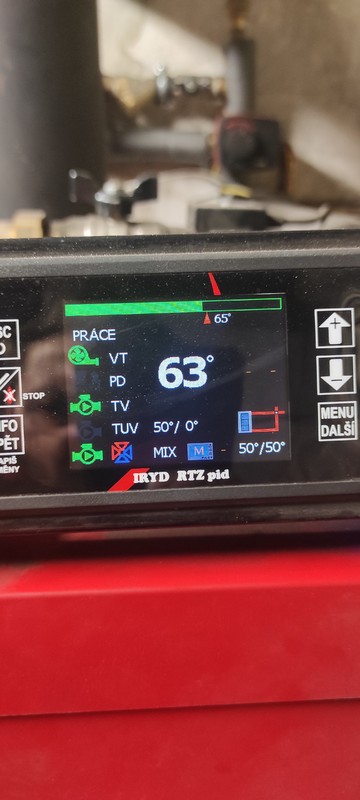 65°
PRÁCE
VT
63°
PD
TV
TUV 50°/ 0°
MIX M - 50°/50°
IRYD RTZ pid
STOP
MENU
DALŠÍ